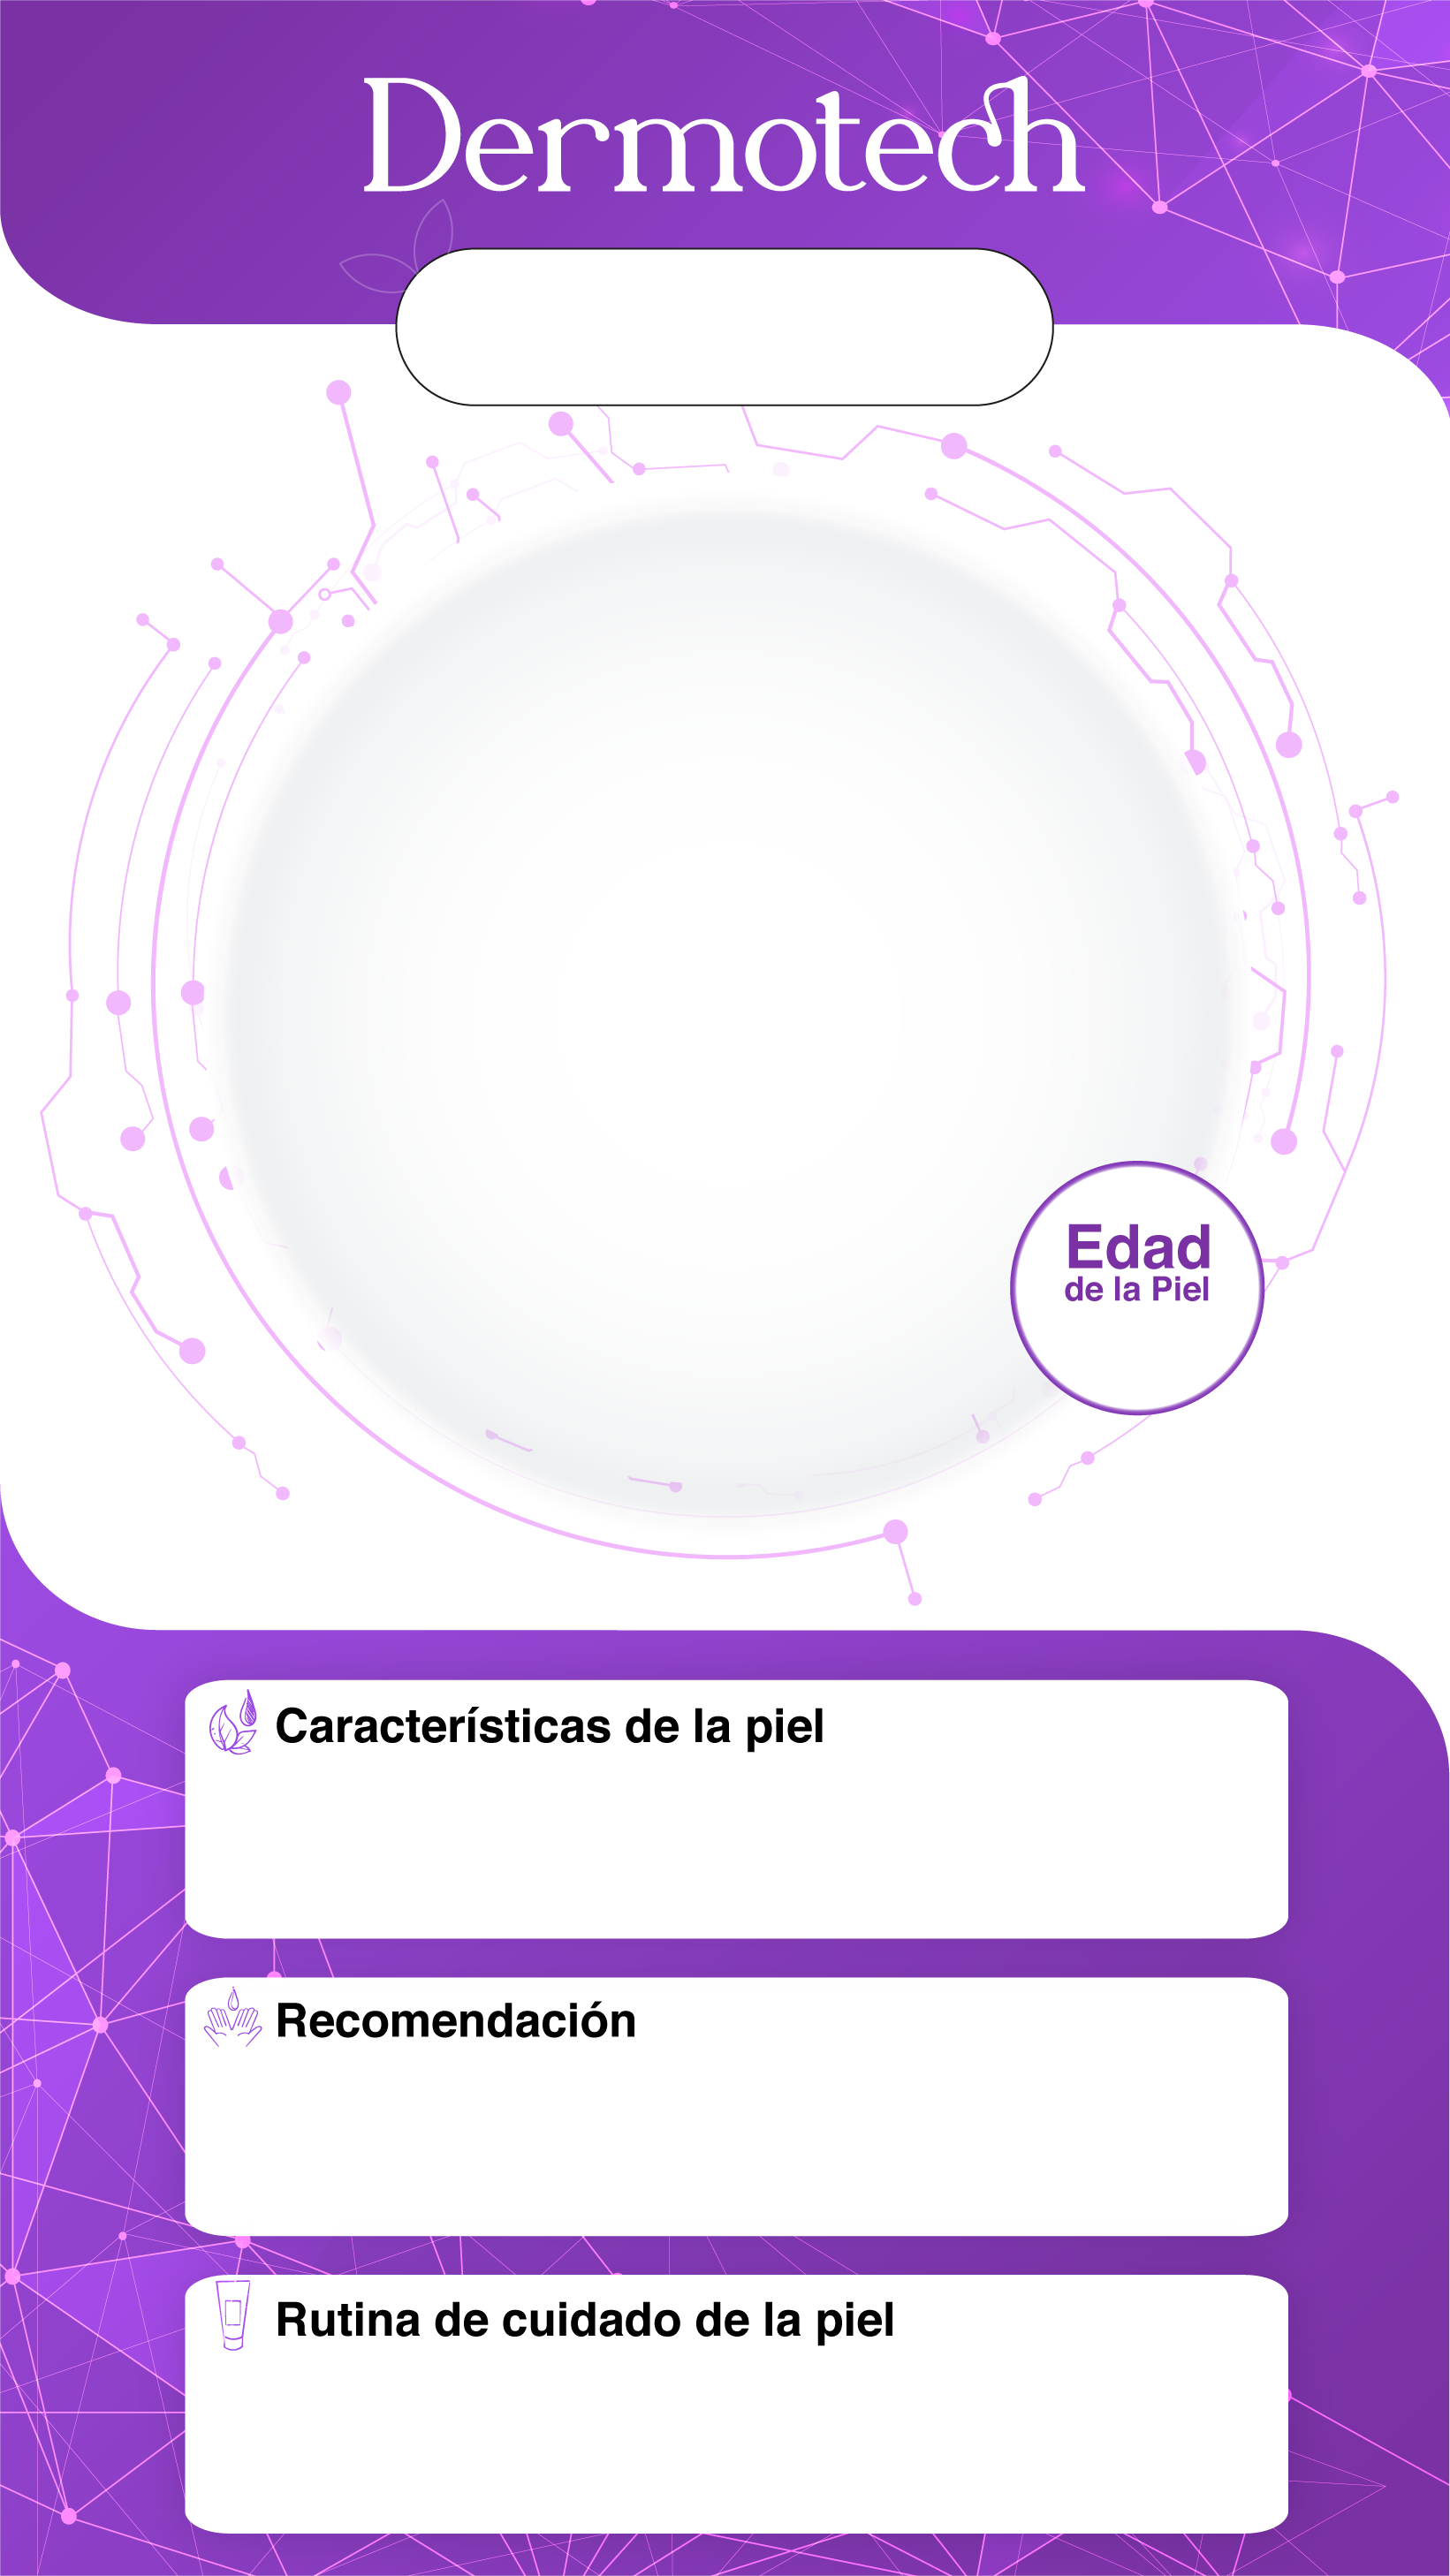 Dermotech
Edad
de la Piel
Características de la piel
Recomendación
Rutina de cuidado de la piel